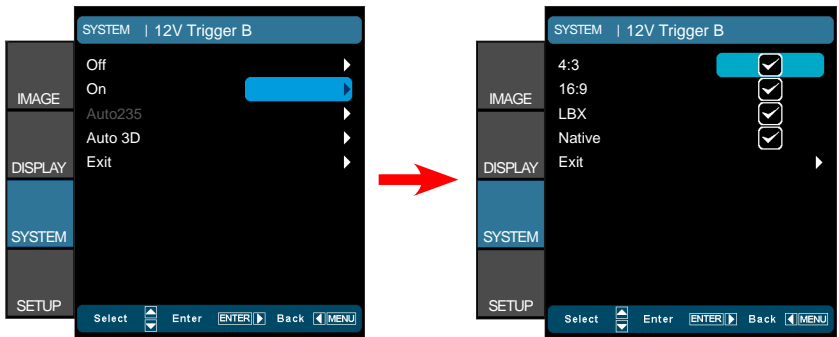 SYSTEM | 12V Trigger B
Off
On
Auto235
Auto 3D
Exit
IMAGE
DISPLAY
SYSTEM
SETUP
Select Enter ENTER Back MENU
SYSTEM | 12V Trigger B
4:3
16:9
LBX
Native
Exit
IMAGE
DISPLAY
SYSTEM
SETUP
Select Enter ENTER Back MENU